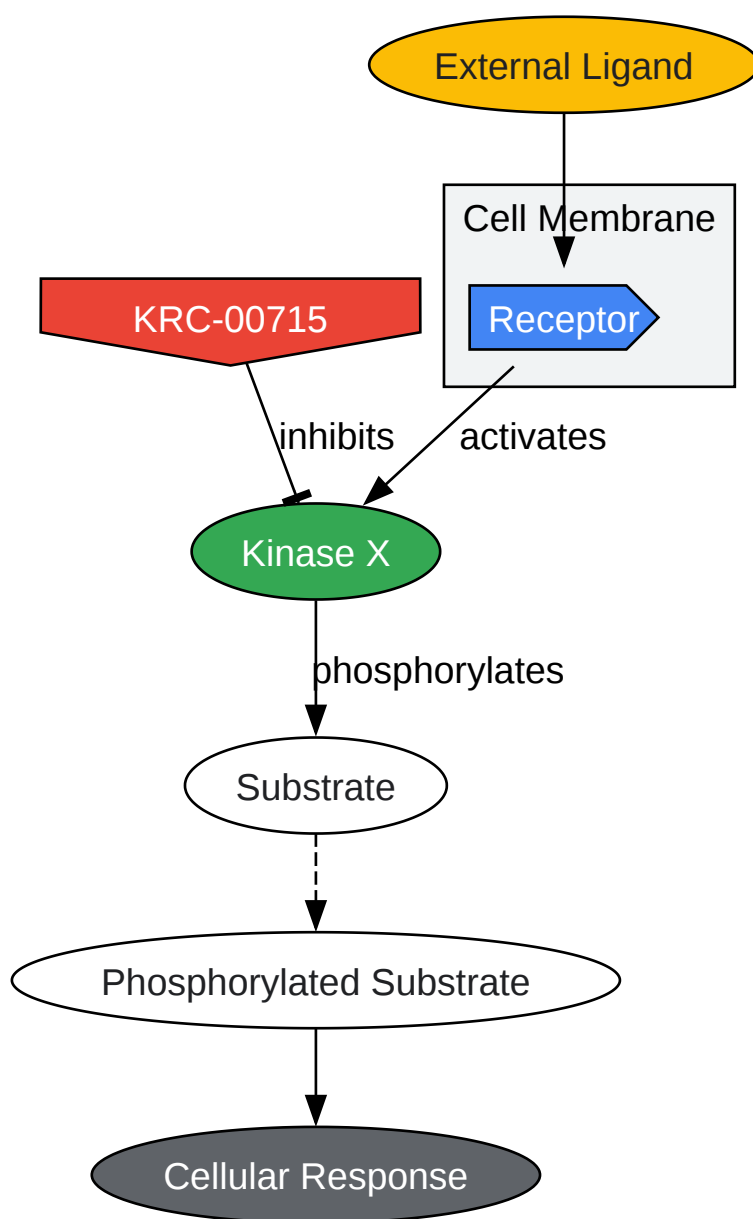 External Ligand
Cell Membrane
KRC-00715
Receptor
inhibits
activates
Kinase X
phosphorylates
Substrate
Phosphorylated Substrate
Cellular Response